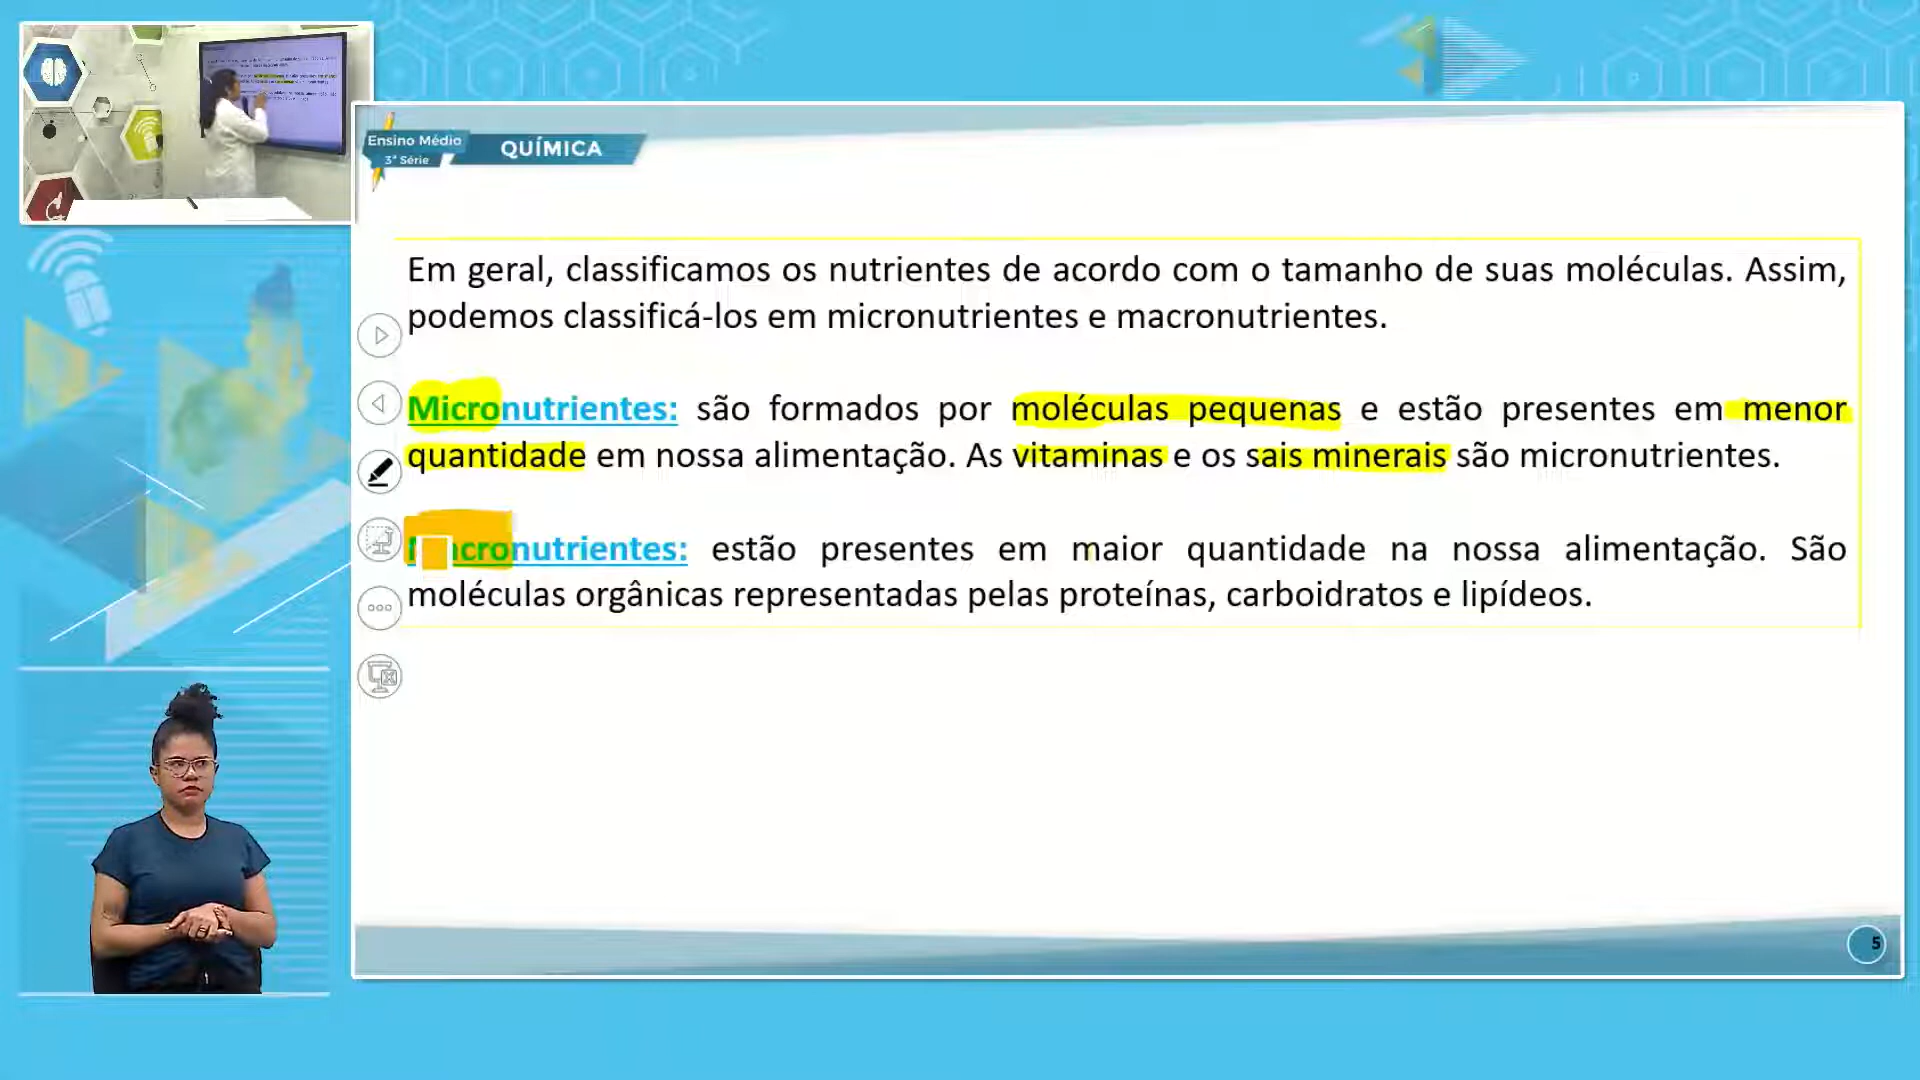 Ensino Médio
3ª Série
QUÍMICA
Em geral, classificamos os nutrientes de acordo com o tamanho de suas moléculas. Assim,
podemos classificá-los em micronutrientes e macronutrientes.
Micronutrientes: são formados por moléculas pequenas e estão presentes em menor
quantidade em nossa alimentação. As vitaminas e os sais minerais são micronutrientes.
Macronutrientes: estão presentes em maior quantidade na nossa alimentação. São
moléculas orgânicas representadas pelas proteínas, carboidratos e lipídeos.
5